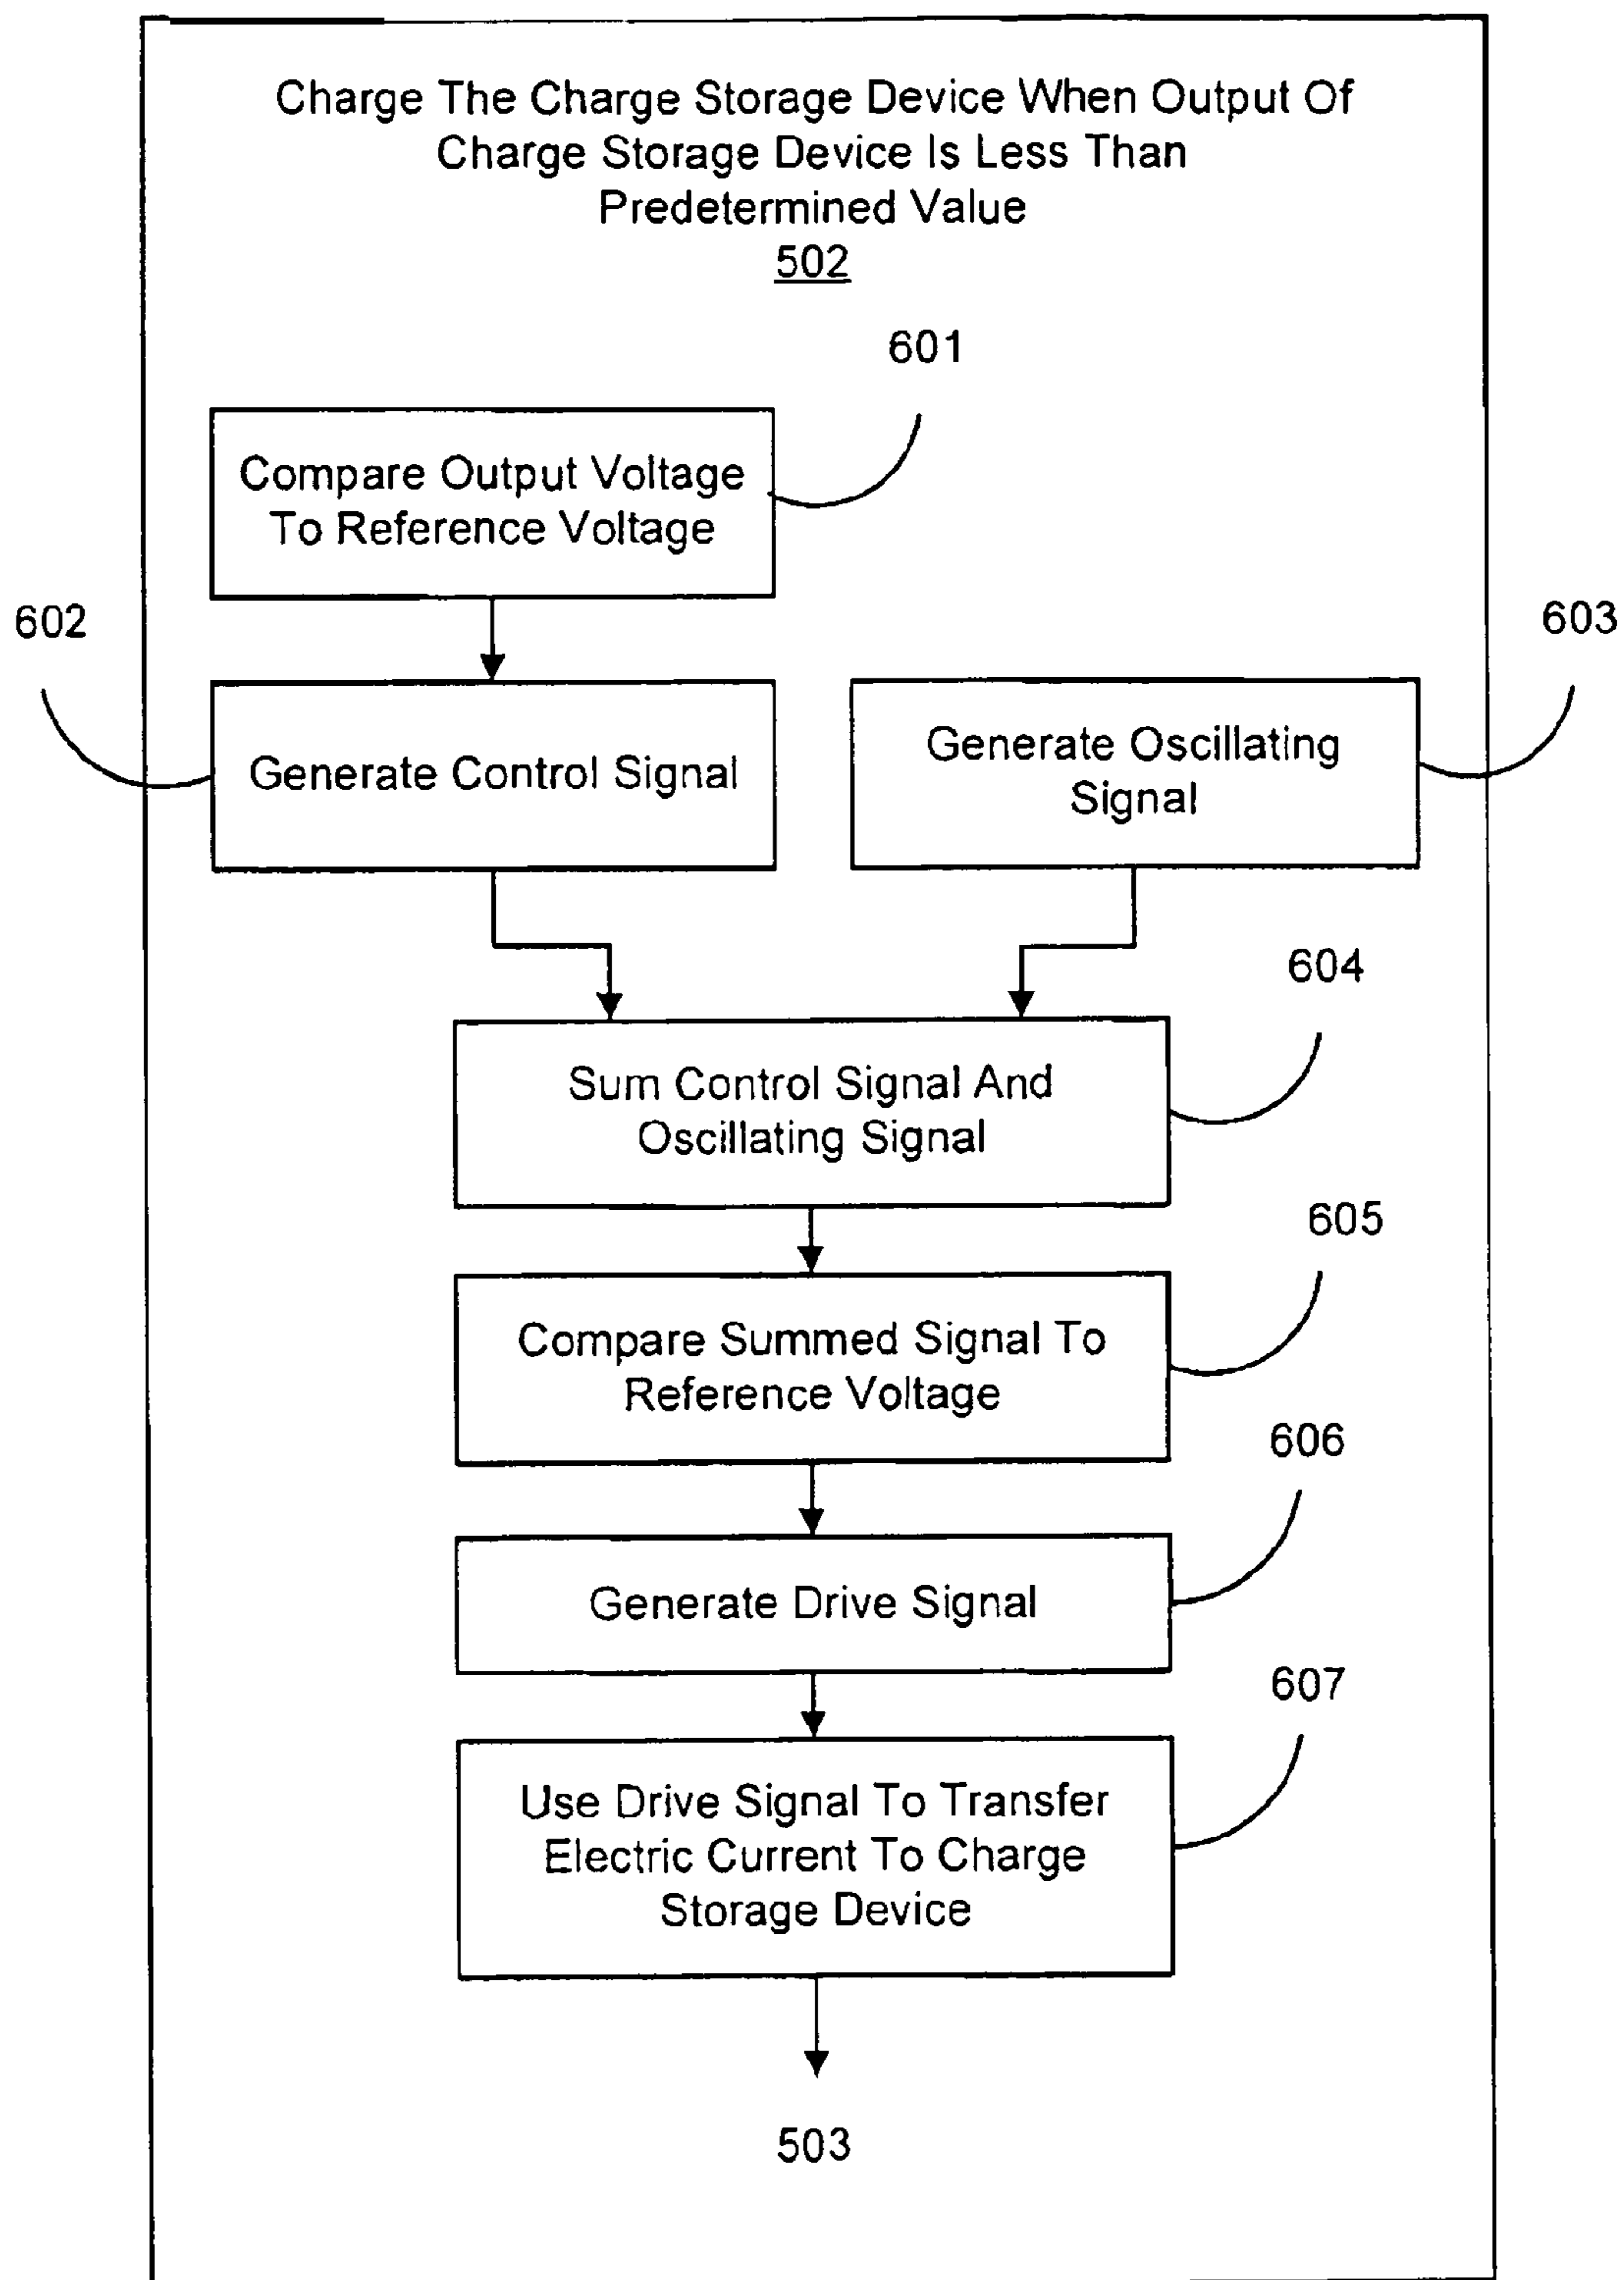 Charge The Charge Storage Device When Output Of
Charge Storage Device Is Less Than
Predetermined Value
502
601
Compare Output Voltage
To Reference Voltage
602
603
Generate Control Signal
Generate Oscillating
Signal
604
Sum Control Signal And
Oscillating Signal
605
Compare Summed Signal To
Reference Voltage
606
Generate Drive Signal
607
Use Drive Signal To Transfer
Electric Current To Charge
Storage Device
503